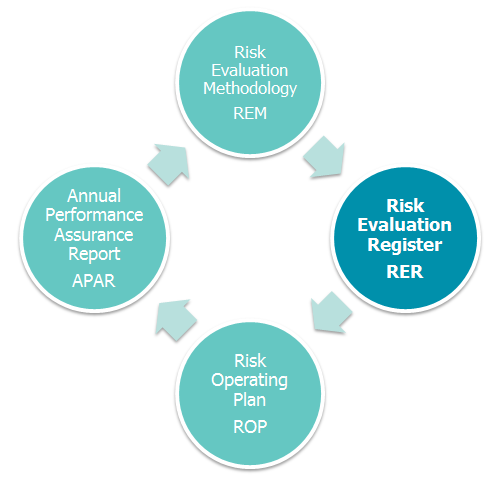 Risk
Evaluation
Methodology
REM
Risk
Evaluation
Register
RER
Risk
Operating
Plan
ROP
Annual
Performance
Assurance
Report
APAR